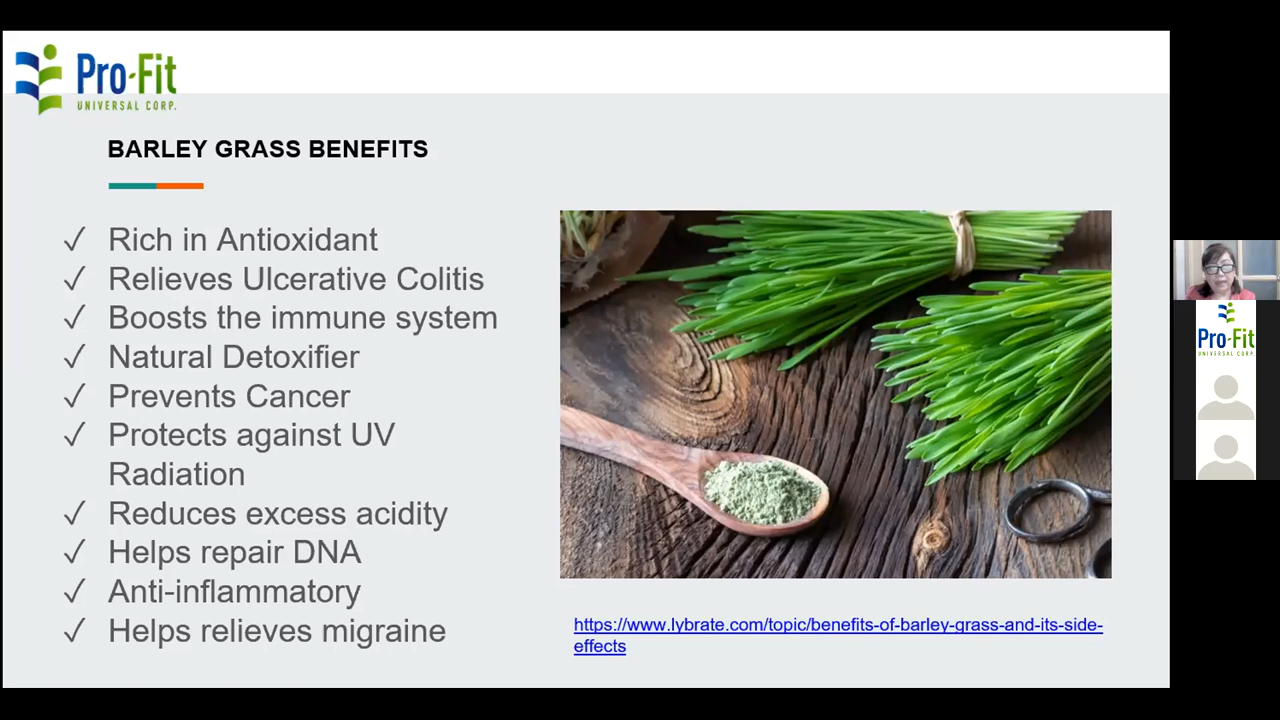 Pro-Fit
UNIVERSAL CORP.
BARLEY GRASS BENEFITS
✓ Rich in Antioxidant
✓ Relieves Ulcerative Colitis
✓ Boosts the immune system
✓ Natural Detoxifier
✓ Prevents Cancer
✓ Protects against UV
Radiation
✓ Reduces excess acidity
✓ Helps repair DNA
✓ Anti-inflammatory
✓ Helps relieves migraine
https://www.lybrate.com/topic/benefits-of-barley-grass-and-its-side-
effects
Pro-Fit
UNIVERSAL CORP.